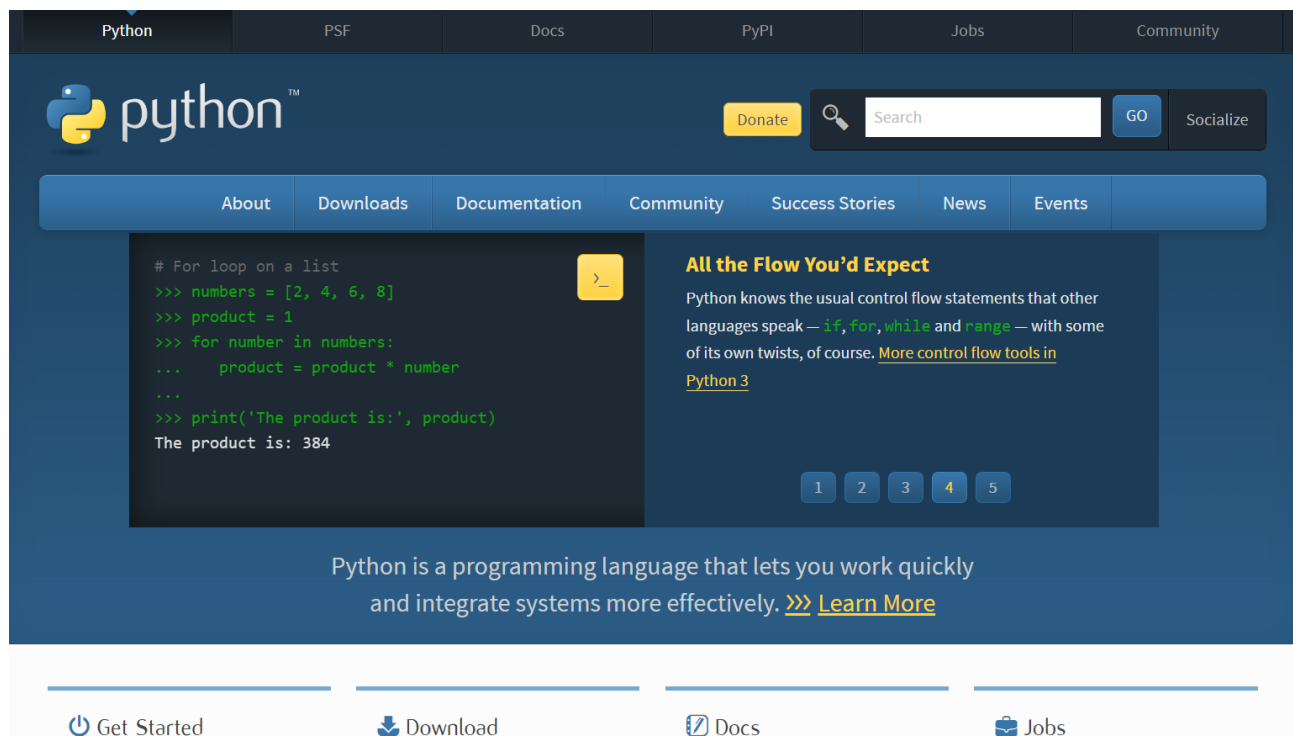 Python PSF Docs PyPI Jobs Community
python™
Donate Search GO Socialize
About Downloads Documentation Community Success Stories News Events
# For loop on a list
>>> numbers = [2, 4, 6, 8]
>>> product = 1
>>> for number in numbers:
...    product = product * number
...
>>> print('The product is:', product)
The product is: 384
>_
All the Flow You’d Expect
Python knows the usual control flow statements that other
languages speak — if, for, while and range — with some
of its own twists, of course. More control flow tools in
Python 3
1 2 3 4 5
Python is a programming language that lets you work quickly
and integrate systems more effectively. >>> Learn More
Get Started Download Docs Jobs